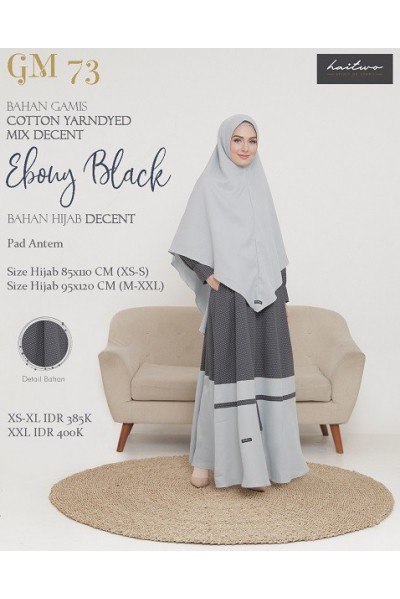 GM 73
haitwo
BAHAN GAMIS
COTTON YARNDYED
MIX DECENT
Ebony Black
BAHAN HIJAB DECENT
Pad Antem
Size Hijab 85x110 CM (XS-S)
Size Hijab 95x120 CM (M-XXL)
Detail Bahan
XS-XL IDR 385K
XXL IDR 400K